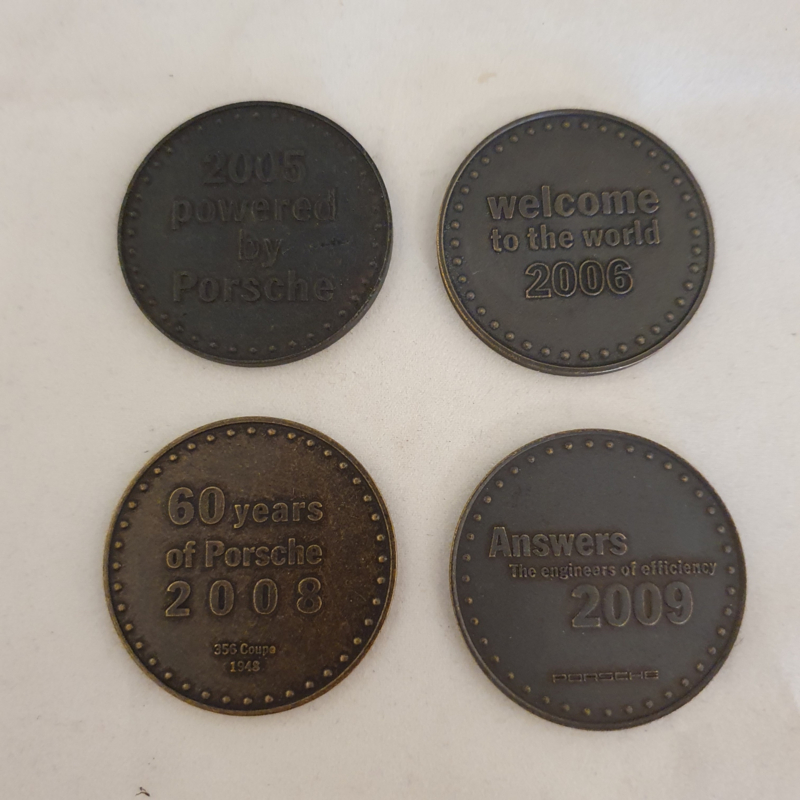 2005
powered
by
Porsche
welcome
to the world
2006
60 years
of Porsche
2008
356 Coupe
1948
Answers
The engineers of efficiency
2009
PORSCHE